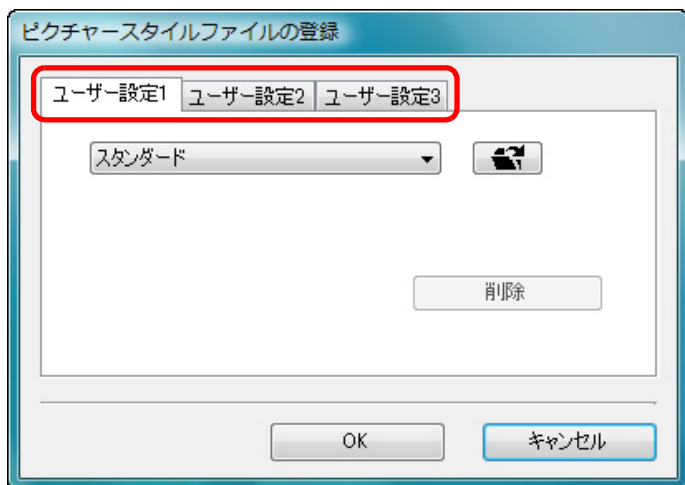 ピクチャースタイルファイルの登録
ユーザー設定1 ユーザー設定2 ユーザー設定3
スタンダード
削除
OK キャンセル